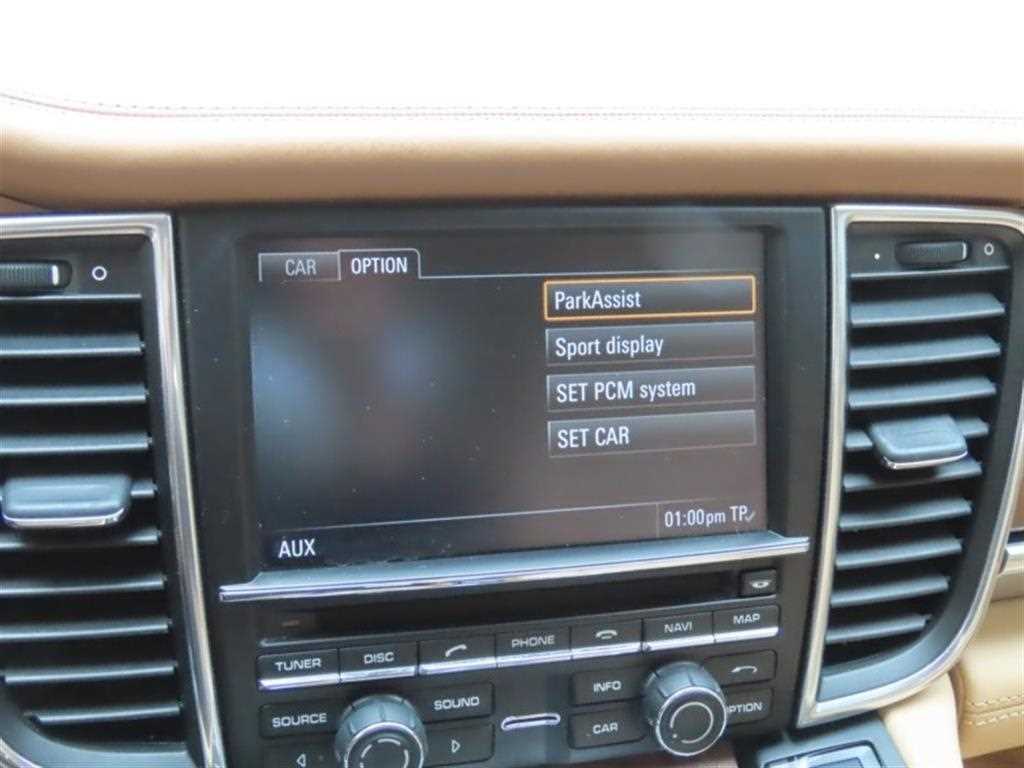 CAR OPTION
ParkAssist
Sport display
SET PCM system
SET CAR
AUX 01:00pm TP
TUNER DISC PHONE NAVI MAP
SOURCE SOUND INFO
CAR OPTION